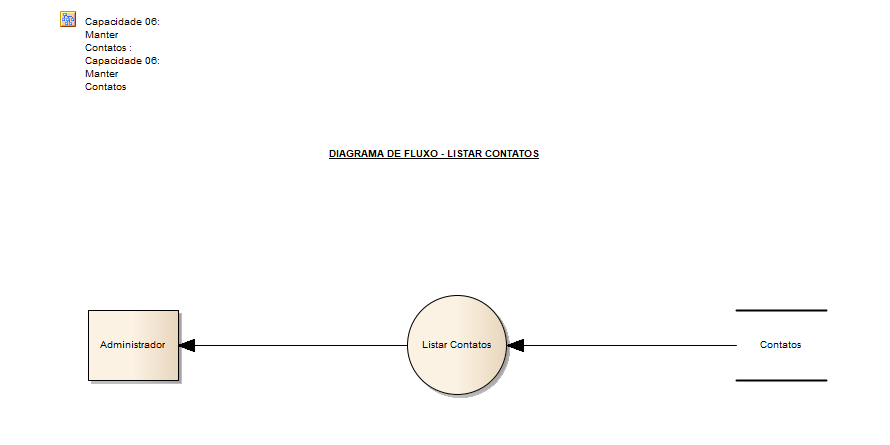 Capacidade 06:
Manter
Contatos :
Capacidade 06:
Manter
Contatos
DIAGRAMA DE FLUXO - LISTAR CONTATOS
Administrador
Listar Contatos
Contatos